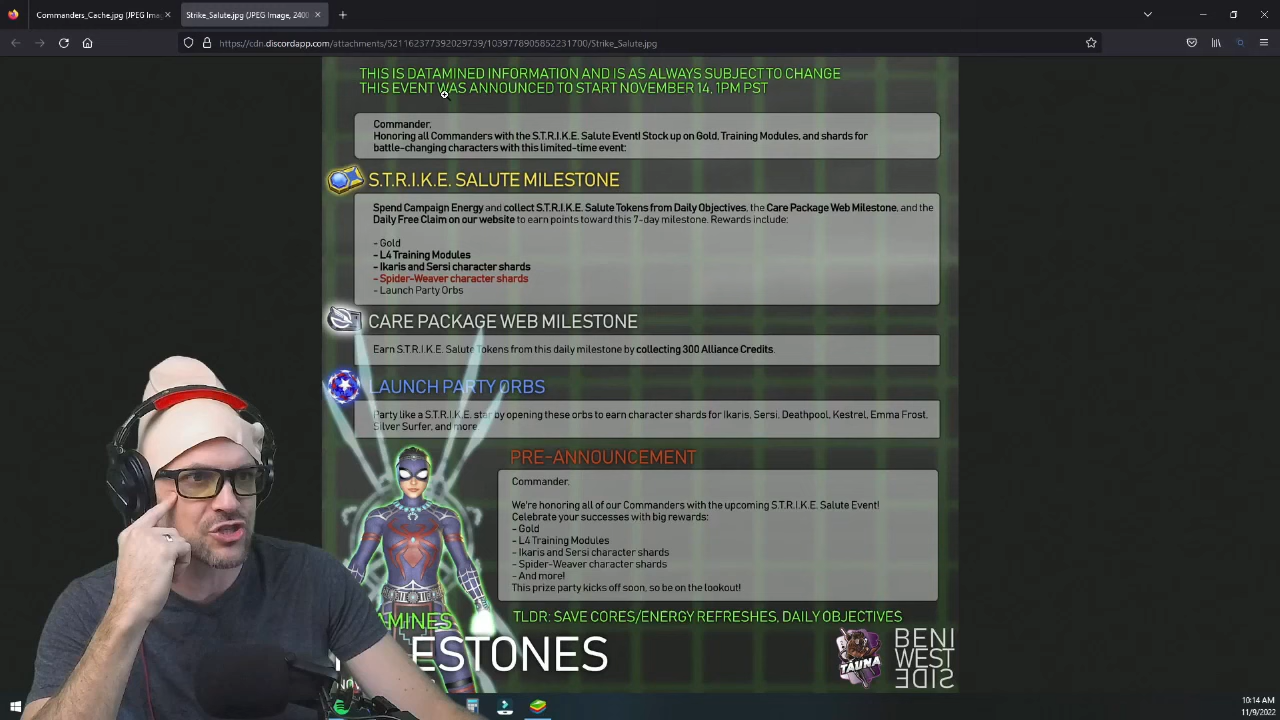 Commanders_Cache.jpg (JPEG Ima
Strike_Salute.jpg (JPEG Image, 2400
https://cdn.discordapp.com/attachments/521162377392029739/1039778905852231700/Strike_Salute.jpg
THIS IS DATAMINED INFORMATION AND IS AS ALWAYS SUBJECT TO CHANGE
THIS EVENT WAS ANNOUNCED TO START NOVEMBER 14, 1PM PST
Commander,
Honoring all Commanders with the S.T.R.I.K.E. Salute Event! Stock up on Gold, Training Modules, and shards for
battle-changing characters with this limited-time event:
S.T.R.I.K.E. SALUTE MILESTONE
Spend Campaign Energy and collect S.T.R.I.K.E. Salute Tokens from Daily Objectives, the Care Package Web Milestone, and the
Daily Free Claim on our website to earn points toward this 7-day milestone. Rewards include:
- Gold
- L4 Training Modules
- Ikaris and Sersi character shards
- Spider-Weaver character shards
- Launch Party Orbs
CARE PACKAGE WEB MILESTONE
Earn S.T.R.I.K.E. Salute Tokens from this daily milestone by collecting 300 Alliance Credits.
LAUNCH PARTY ORBS
Party like a S.T.R.I.K.E. star by opening these orbs to earn character shards for Ikaris, Sersi, Deathpool, Kestrel, Emma Frost,
Silver Surfer, and more
PRE-ANNOUNCEMENT
Commander,
We're honoring all of our Commanders with the upcoming S.T.R.I.K.E. Salute Event!
Celebrate your successes with big rewards:
- Gold
- L4 Training Modules
- Ikaris and Sersi character shards
- Spider-Weaver character shards
- And more!
This prize party kicks off soon, so be on the lookout!
TLDR: SAVE CORES/ENERGY REFRESHES, DAILY OBJECTIVES
AMINES
ESTONES
TAUNA
BENI
WEST
SIDE
10:14 AM
11/9/2022